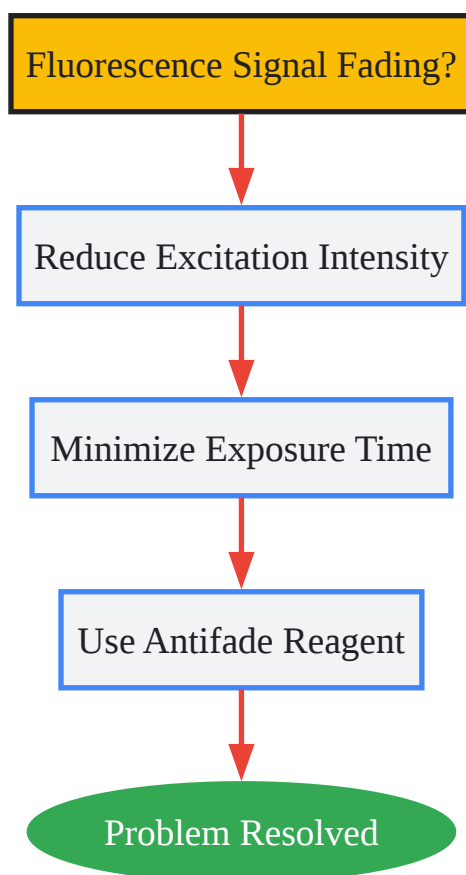 Fluorescence Signal Fading?
Reduce Excitation Intensity
Minimize Exposure Time
Use Antifade Reagent
Problem Resolved